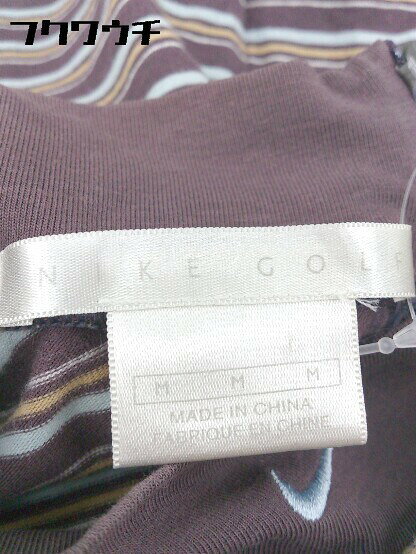 フクワウチ
NIKE GOLF
M M M
MADE IN CHINA
FABRIQUE EN CHINE